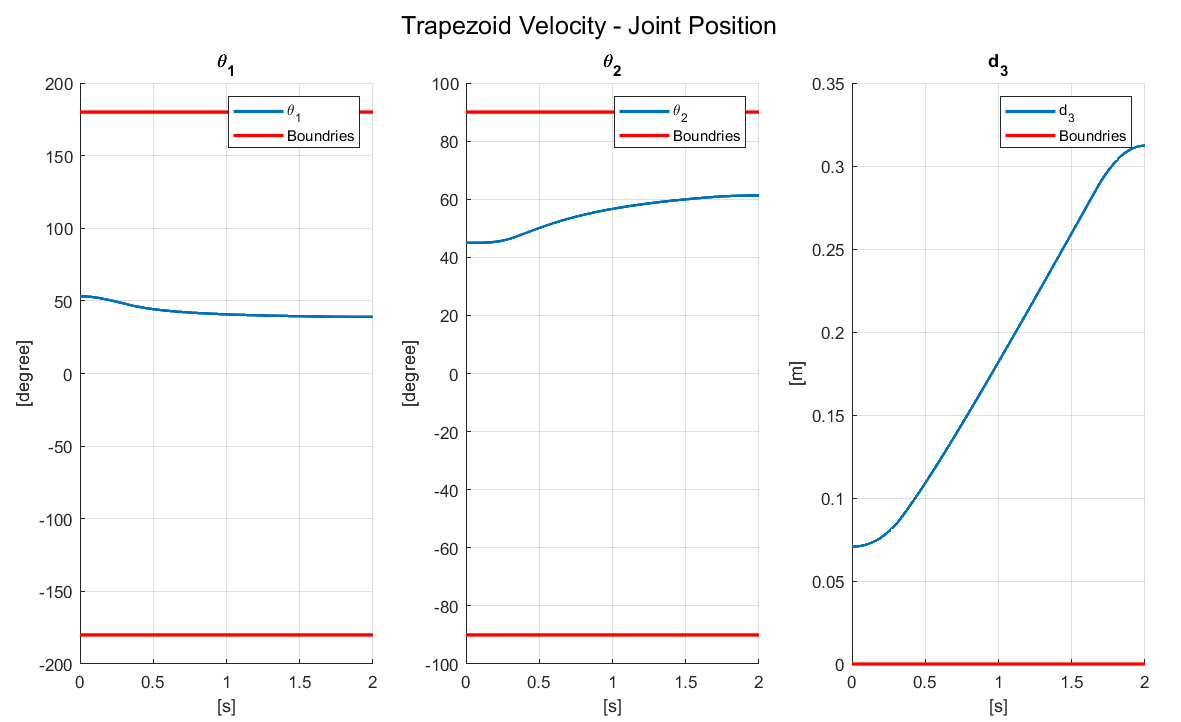 Trapezoid Velocity - Joint Position
θ1
200
150
100
50
0
-50
-100
-150
-200
[degree]
0 0.5 1 1.5 2
[s]
θ1
Boundries
θ2
100
80
60
40
20
0
-20
-40
-60
-80
-100
[degree]
0 0.5 1 1.5 2
[s]
θ2
Boundries
d3
0.35
0.3
0.25
0.2
0.15
0.1
0.05
0
[m]
0 0.5 1 1.5 2
[s]
d3
Boundries